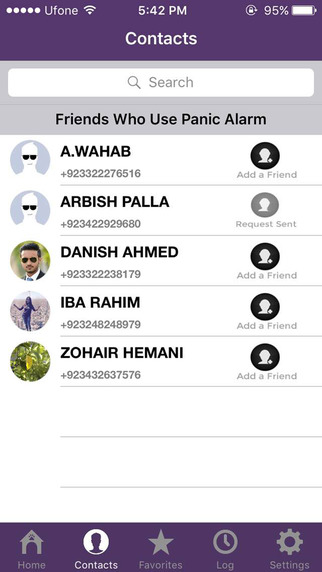 Ufone 5:42 PM 95%
Contacts
Search
Friends Who Use Panic Alarm
A.WAHAB
+923322276516
Add a Friend
ARBISH PALLA
+923422929680
Request Sent
DANISH AHMED
+923322238179
Add a Friend
IBA RAHIM
+923248248979
Add a Friend
ZOHAIR HEMANI
+923432637576
Add a Friend
Home Contacts Favorites Log Settings